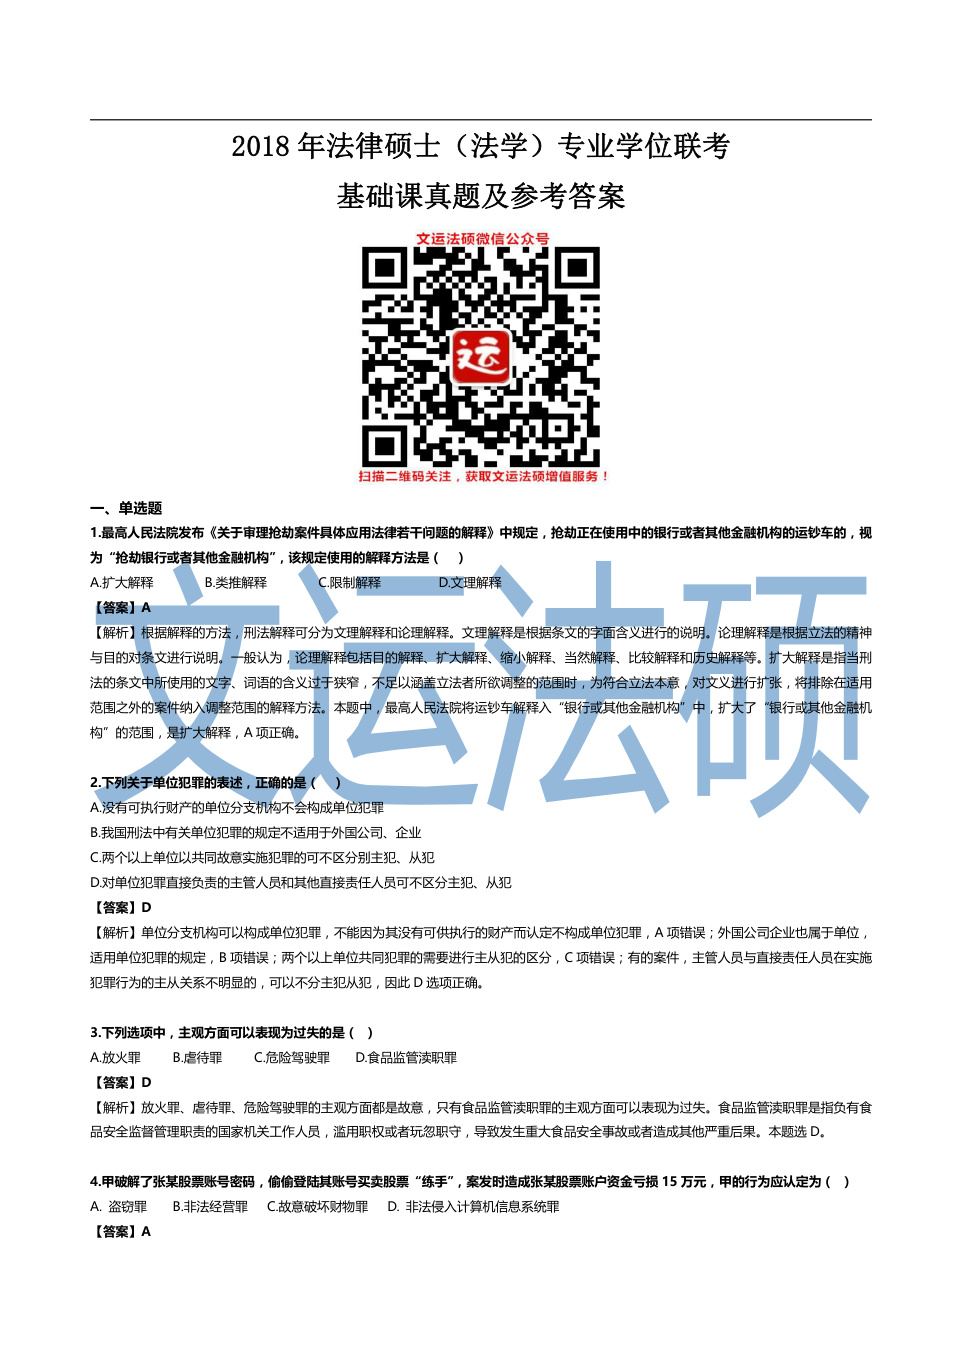 2018 年法律硕士（法学）专业学位联考
基础课真题及参考答案
文运法硕微信公众号
运
扫描二维码关注，获取文运法硕增值服务！
一、单选题
1.最高人民法院发布《关于审理抢劫案件具体应用法律若干问题的解释》中规定，抢劫正在使用中的银行或者其他金融机构的运钞车的，视
为“抢劫银行或者其他金融机构”，该规定使用的解释方法是（ ）
A.扩大解释 B.类推解释 C.限制解释 D.文理解释
【答案】A
【解析】根据解释的方法，刑法解释可分为文理解释和论理解释。文理解释是根据条文的字面含义进行的说明。论理解释是根据立法的精神
与目的对条文进行说明。一般认为，论理解释包括目的解释、扩大解释、缩小解释、当然解释、比较解释和历史解释等。扩大解释是指当刑
法的条文中所使用的文字、词语的含义过于狭窄，不足以涵盖立法者所欲调整的范围时，为符合立法本意，对文义进行扩张，将排除在适用
范围之外的案件纳入调整范围的解释方法。本题中，最高人民法院将运钞车解释入“银行或其他金融机构”中，扩大了“银行或其他金融机
构”的范围，是扩大解释，A 项正确。
2.下列关于单位犯罪的表述，正确的是（ ）
A.没有可执行财产的单位分支机构不会构成单位犯罪
B.我国刑法中有关单位犯罪的规定不适用于外国公司、企业
C.两个以上单位以共同故意实施犯罪的可不区分别主犯、从犯
D.对单位犯罪直接负责的主管人员和其他直接责任人员可不区分主犯、从犯
【答案】D
【解析】单位分支机构可以构成单位犯罪，不能因为其没有可供执行的财产而认定不构成单位犯罪，A 项错误；外国公司企业也属于单位，
适用单位犯罪的规定，B 项错误；两个以上单位共同犯罪的需要进行主从犯的区分，C 项错误；有的案件，主管人员与直接责任人员在实施
犯罪行为的主从关系不明显的，可以不分主犯从犯，因此 D 选项正确。
3.下列选项中，主观方面可以表现为过失的是（ ）
A.放火罪 B.虐待罪 C.危险驾驶罪 D.食品监管渎职罪
【答案】D
【解析】放火罪、虐待罪、危险驾驶罪的主观方面都是故意，只有食品监管渎职罪的主观方面可以表现为过失。食品监管渎职罪是指负有食
品安全监督管理职责的国家机关工作人员，滥用职权或者玩忽职守，导致发生重大食品安全事故或者造成其他严重后果。本题选 D。
4.甲破解了张某股票账号密码，偷偷登陆其账号买卖股票“练手”，案发时造成张某股票账户资金亏损 15 万元，甲的行为应认定为（ ）
A. 盗窃罪 B.非法经营罪 C.故意破坏财物罪 D. 非法侵入计算机信息系统罪
【答案】A
文运法硕